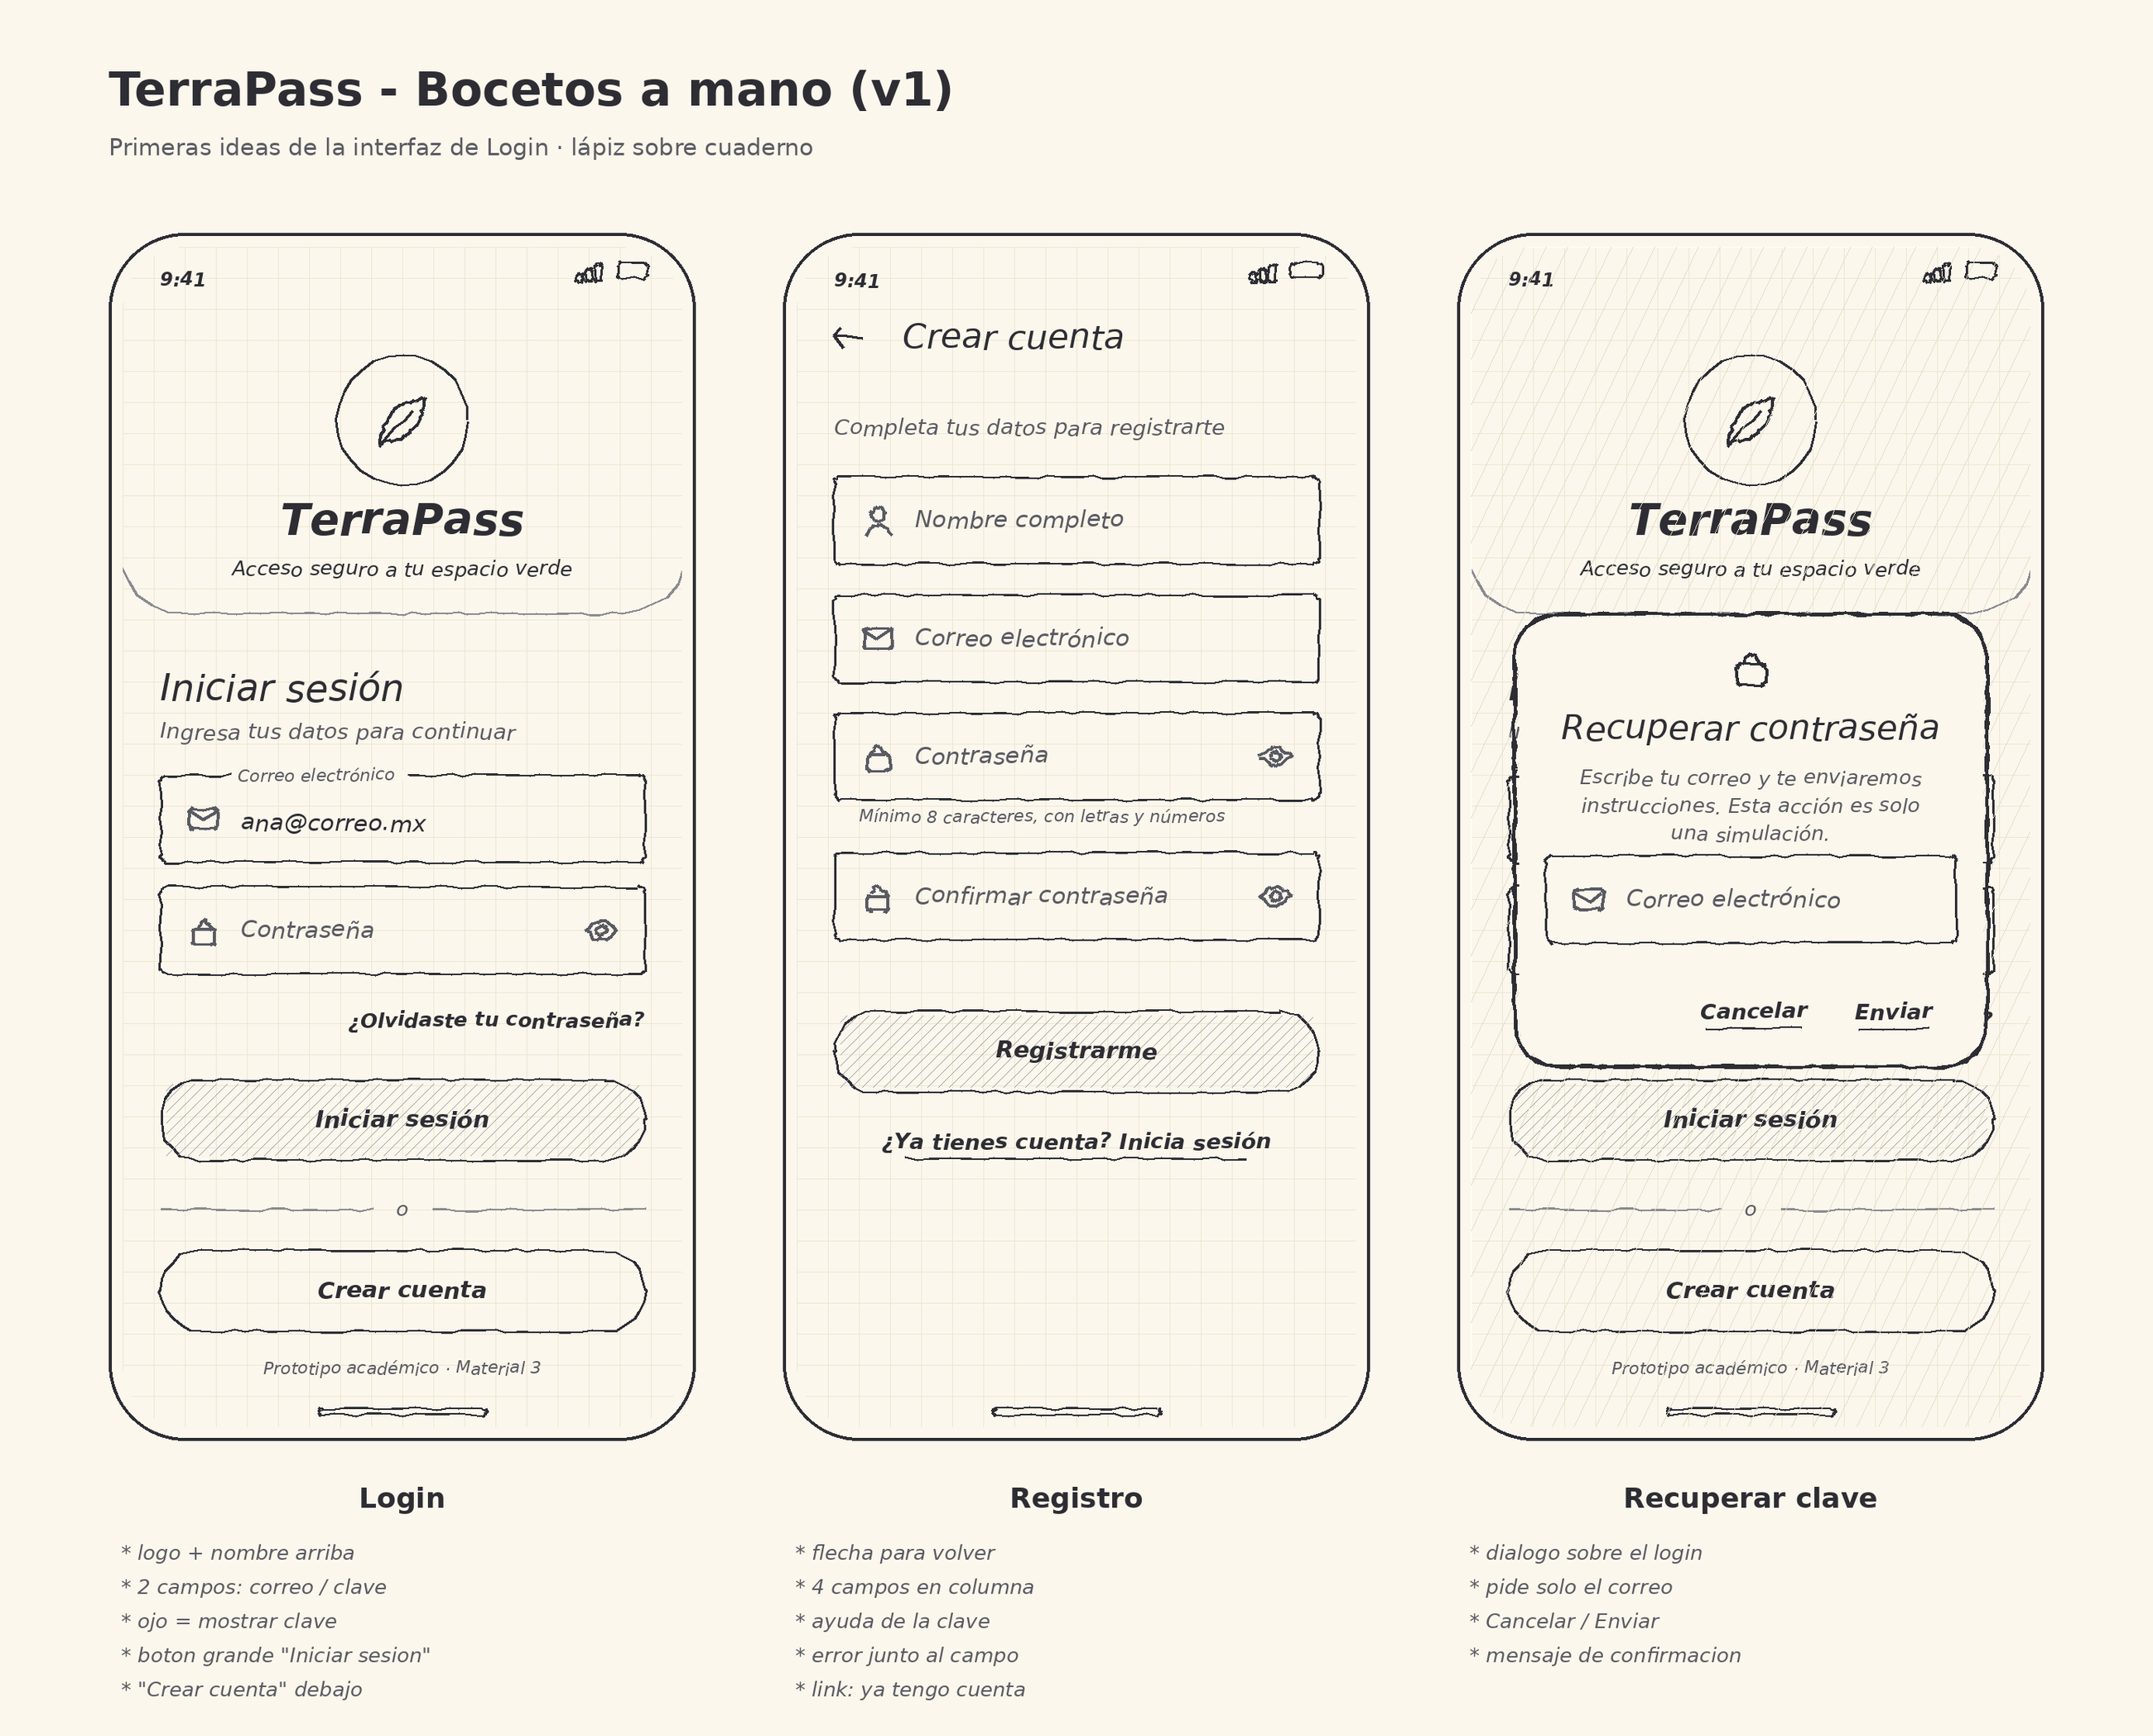 TerraPass - Bocetos a mano (v1)
Primeras ideas de la interfaz de Login · lápiz sobre cuaderno
9:41
TerraPass
Acceso seguro a tu espacio verde
Iniciar sesión
Ingresa tus datos para continuar
Correo electrónico
ana@correo.mx
Contraseña
¿Olvidaste tu contraseña?
Iniciar sesión
o
Crear cuenta
Prototipo académico · Material 3
Login
* logo + nombre arriba
* 2 campos: correo / clave
* ojo = mostrar clave
* boton grande "Iniciar sesion"
* "Crear cuenta" debajo
9:41
Crear cuenta
Completa tus datos para registrarte
Nombre completo
Correo electrónico
Contraseña
Mínimo 8 caracteres, con letras y números
Confirmar contraseña
Registrarme
¿Ya tienes cuenta? Inicia sesión
Registro
* flecha para volver
* 4 campos en columna
* ayuda de la clave
* error junto al campo
* link: ya tengo cuenta
9:41
TerraPass
Acceso seguro a tu espacio verde
Recuperar contraseña
Escribe tu correo y te enviaremos
instrucciones. Esta acción es solo
una simulación.
Correo electrónico
Cancelar Enviar
Iniciar sesión
o
Crear cuenta
Prototipo académico · Material 3
Recuperar clave
* dialogo sobre el login
* pide solo el correo
* Cancelar / Enviar
* mensaje de confirmacion